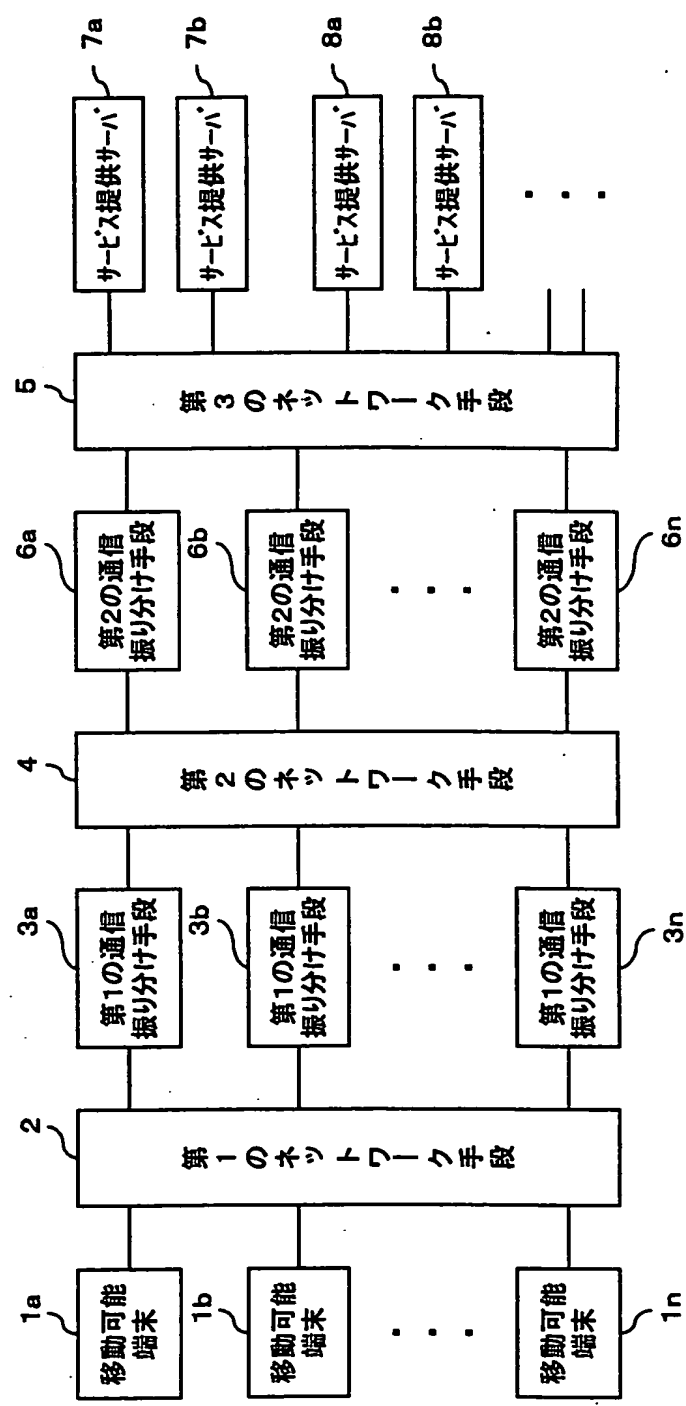 1a
移動可能
端末
1b
移動可能
端末
1n
移動可能
端末
2
第1のネットワーク手段
3a
第1の通信
振り分け手段
3b
第1の通信
振り分け手段
3n
第1の通信
振り分け手段
4
第2のネットワーク手段
6a
第2の通信
振り分け手段
6b
第2の通信
振り分け手段
6n
第2の通信
振り分け手段
5
第3のネットワーク手段
7a
サービス提供サーバ
7b
サービス提供サーバ
8a
サービス提供サーバ
8b
サービス提供サーバ